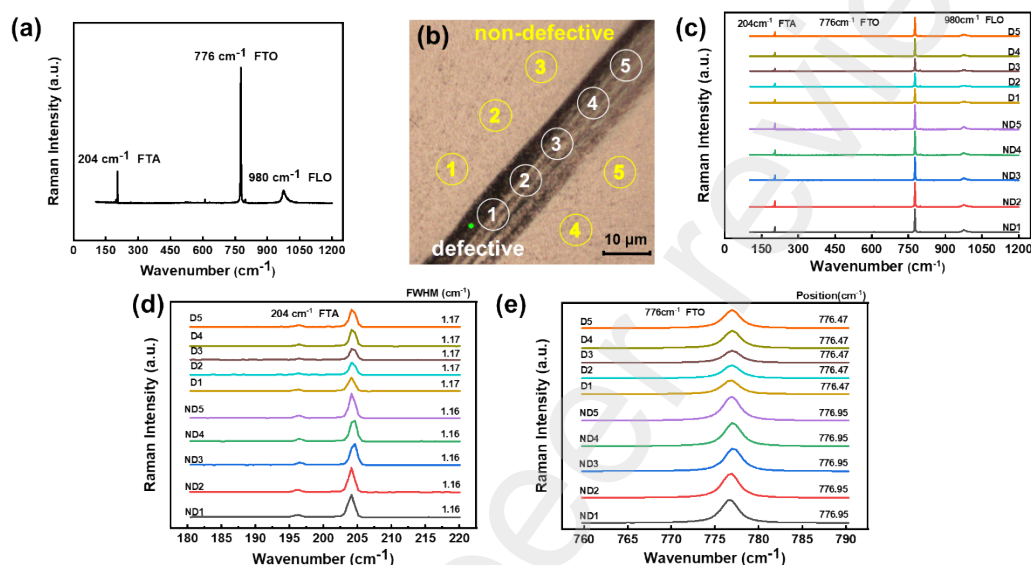 (a)
776 cm⁻¹ FTO
204 cm⁻¹ FTA
980 cm⁻¹ FLO
Raman Intensity (a.u.)
0 150 300 450 600 750 900 1050 1200
Wavenumber (cm⁻¹)
(b)
non-defective
3
5
4
2
3
1
5
2
1
4
defective
10 µm
(c)
204cm⁻¹ FTA 776cm⁻¹ FTO 980cm⁻¹ FLO
D5
D4
D3
D2
D1
ND5
ND4
ND3
ND2
ND1
Raman Intensity (a.u.)
0 150 300 450 600 750 900 1050 1200
Wavenumber (cm⁻¹)
(d)
FWHM (cm⁻¹)
204 cm⁻¹ FTA
D5 1.17
D4 1.17
D3 1.17
D2 1.17
D1 1.17
ND5 1.16
ND4 1.16
ND3 1.16
ND2 1.16
ND1 1.16
Raman Intensity (a.u.)
180 185 190 195 200 205 210 215 220
Wavenumber (cm⁻¹)
(e)
Position(cm⁻¹)
776cm⁻¹ FTO
D5 776.47
D4 776.47
D3 776.47
D2 776.47
D1 776.47
ND5 776.95
ND4 776.95
ND3 776.95
ND2 776.95
ND1 776.95
Raman Intensity (a.u.)
760 765 770 775 780 785 790
Wavenumber (cm⁻¹)
peer review